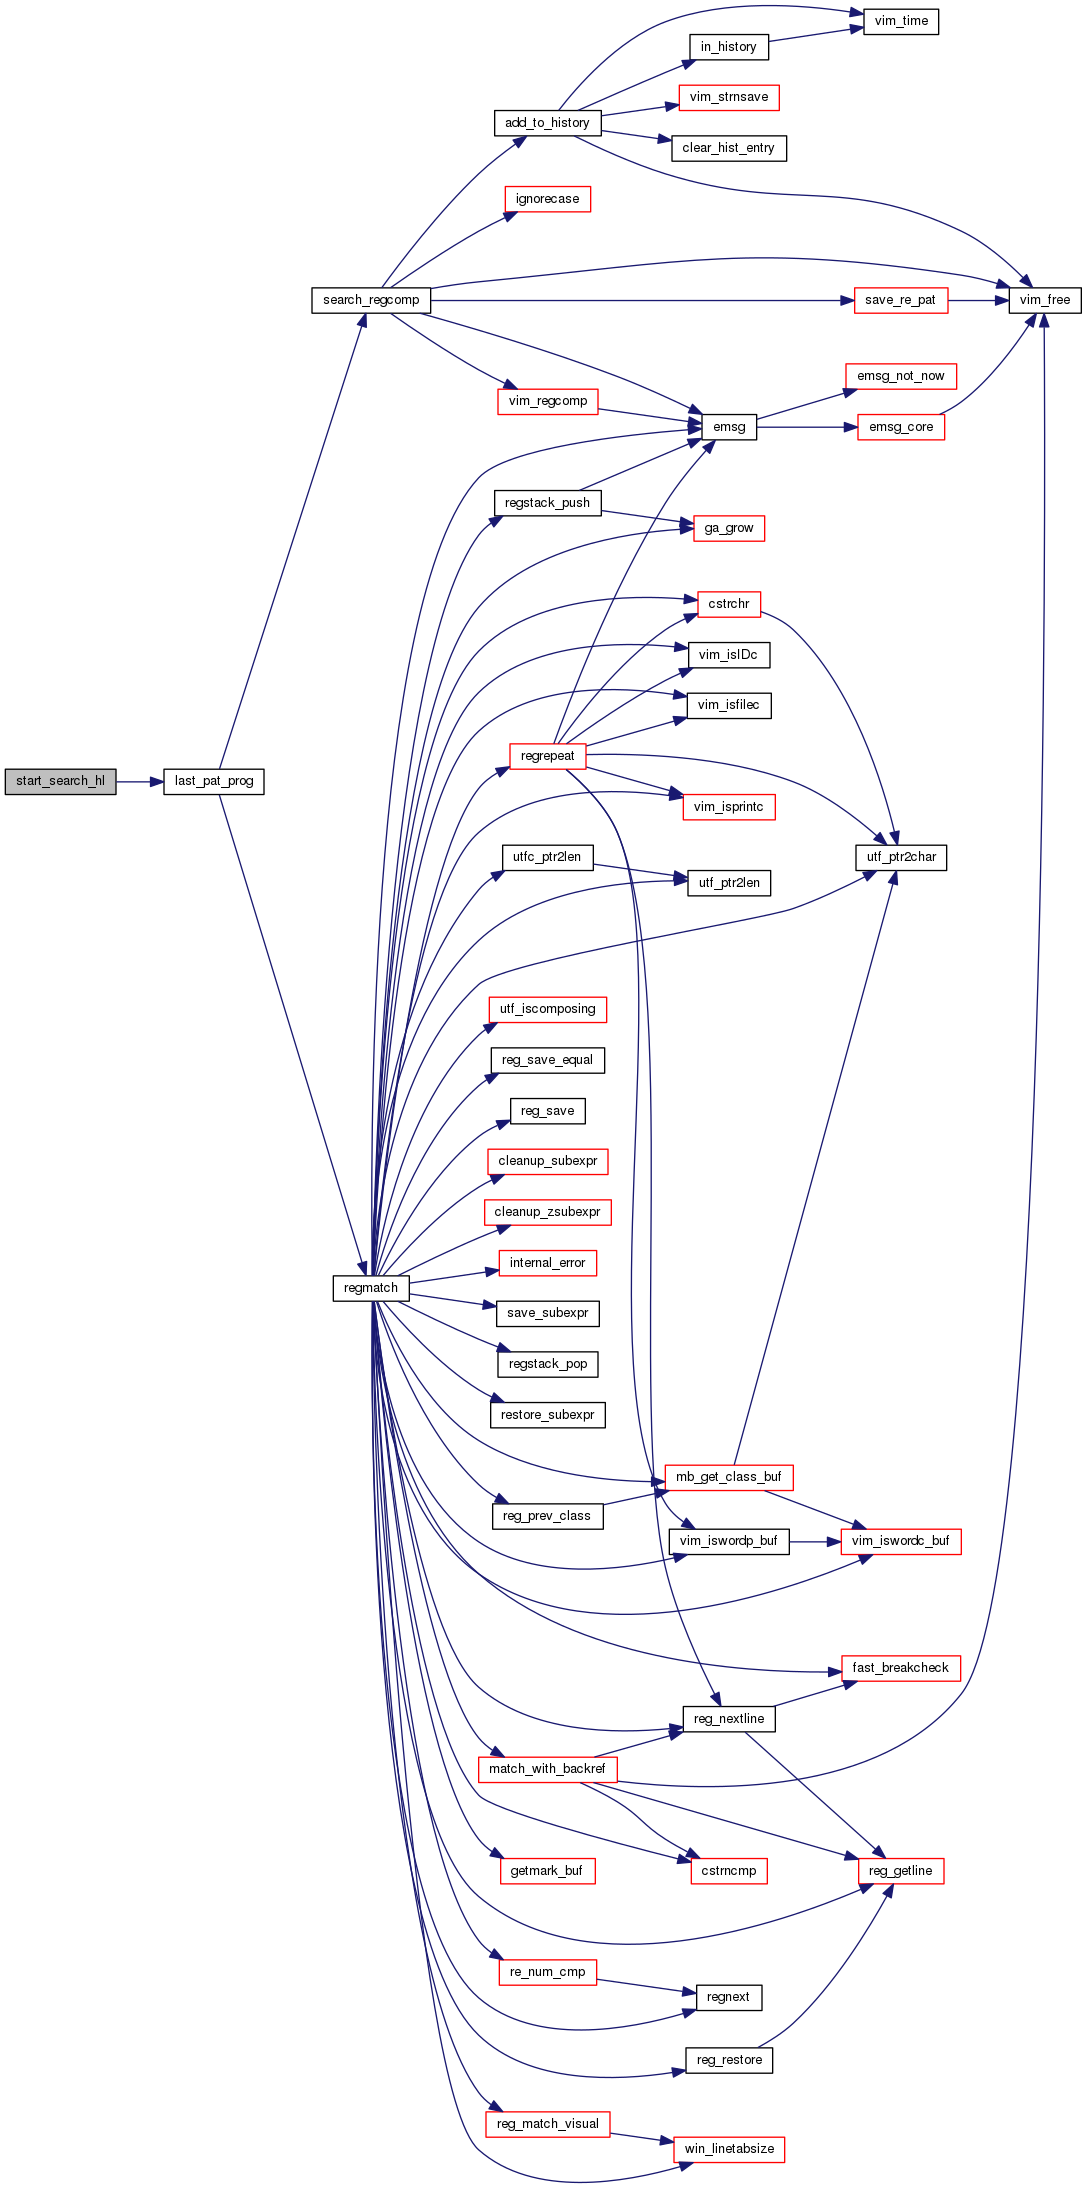 vim_time
in_history
vim_strnsave
add_to_history
clear_hist_entry
ignorecase
search_regcomp
save_re_pat
vim_free
emsg_not_now
vim_regcomp
emsg
emsg_core
regstack_push
ga_grow
cstrchr
vim_isIDc
vim_isfilec
regrepeat
start_search_hl
last_pat_prog
vim_isprintc
utfc_ptr2len
utf_ptr2char
utf_ptr2len
utf_iscomposing
reg_save_equal
reg_save
cleanup_subexpr
cleanup_zsubexpr
internal_error
regmatch
save_subexpr
regstack_pop
restore_subexpr
mb_get_class_buf
reg_prev_class
vim_iswordp_buf
vim_iswordc_buf
fast_breakcheck
reg_nextline
match_with_backref
getmark_buf
cstrncmp
reg_getline
re_num_cmp
regnext
reg_restore
reg_match_visual
win_linetabsize